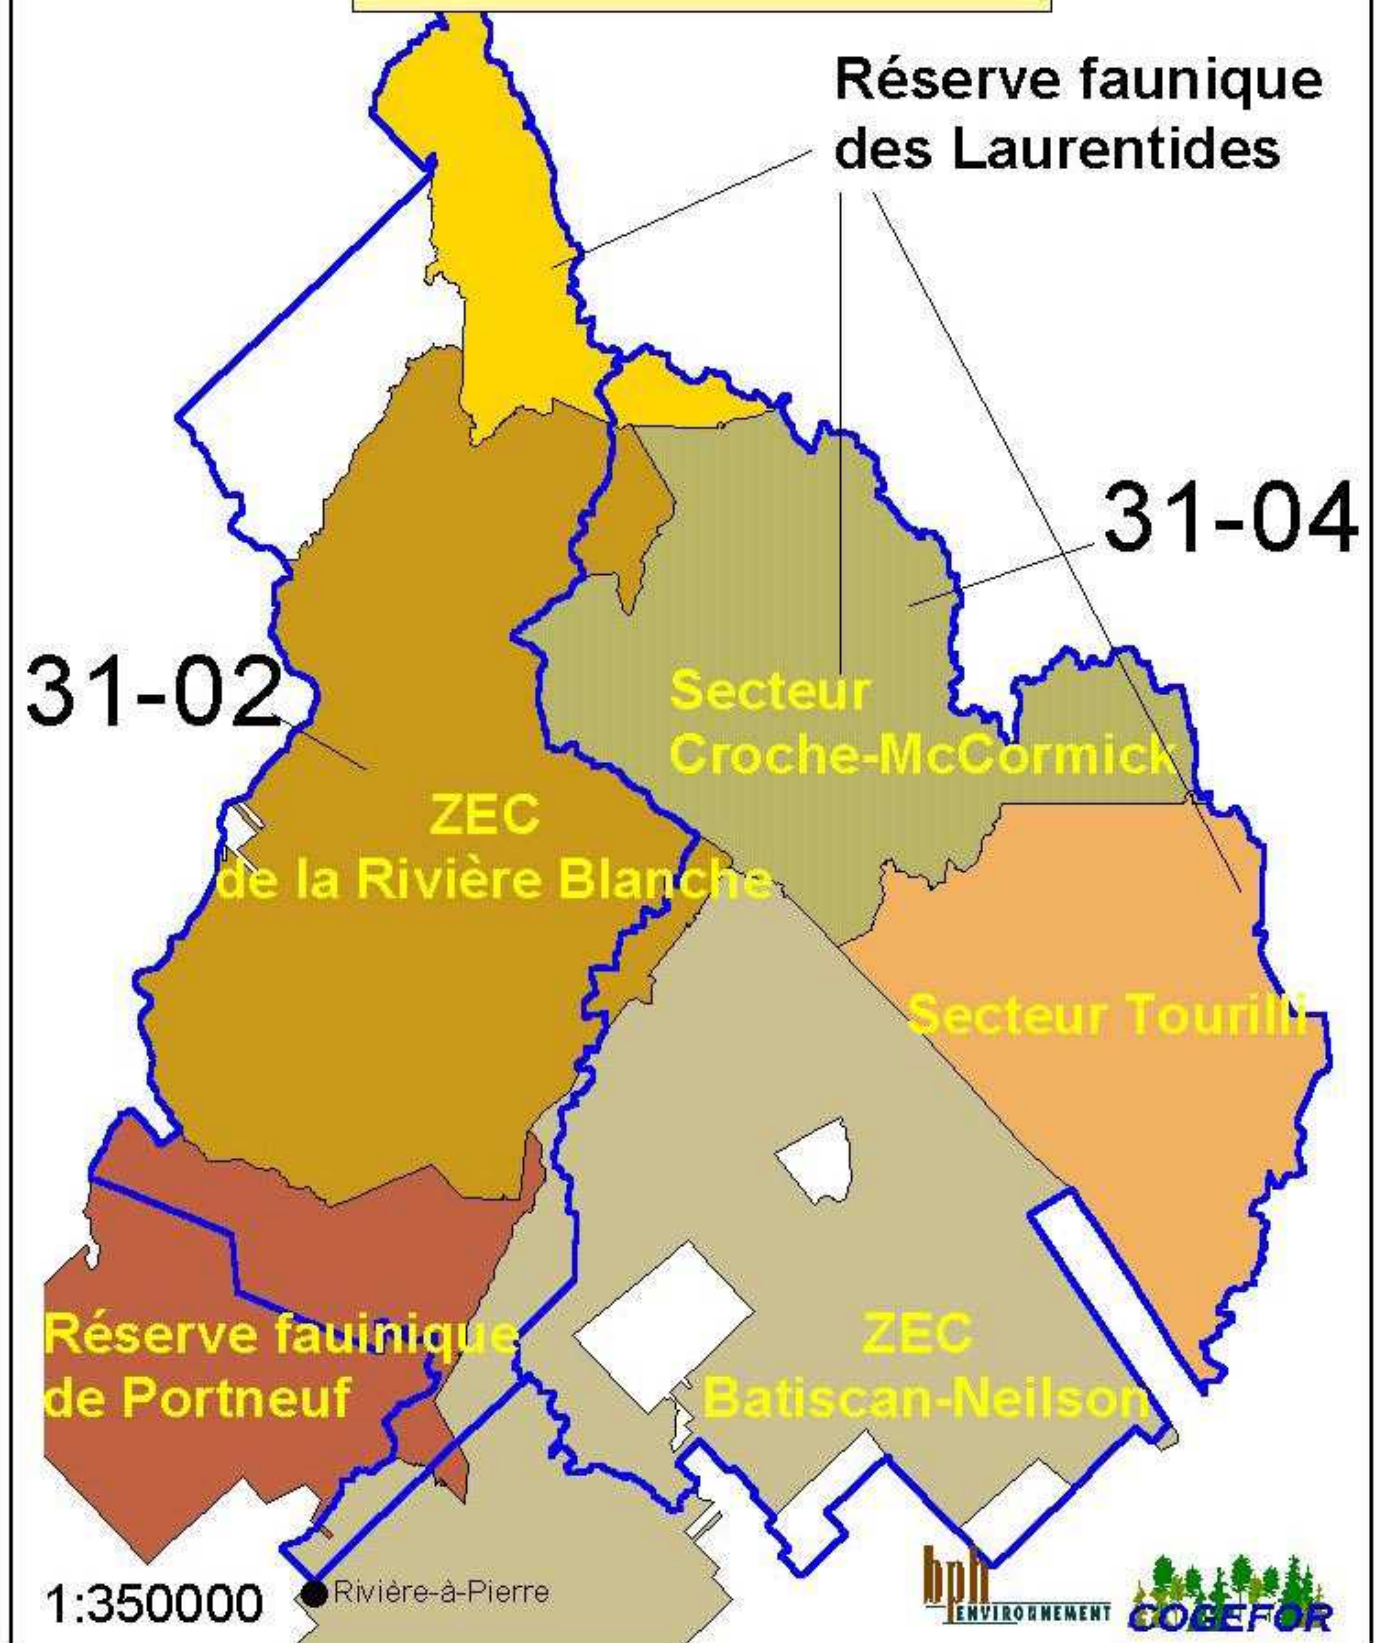 Réserve faunique
des Laurentides
31-04
31-02
Secteur
Croche-McCormick
ZEC
de la Rivière Blanche
Secteur Tourilli
Réserve fauinique
de Portneuf
ZEC
Batiscan-Neilson
1:350000
Rivière-à-Pierre
bph
ENVIRONNEMENT
COGEFOR